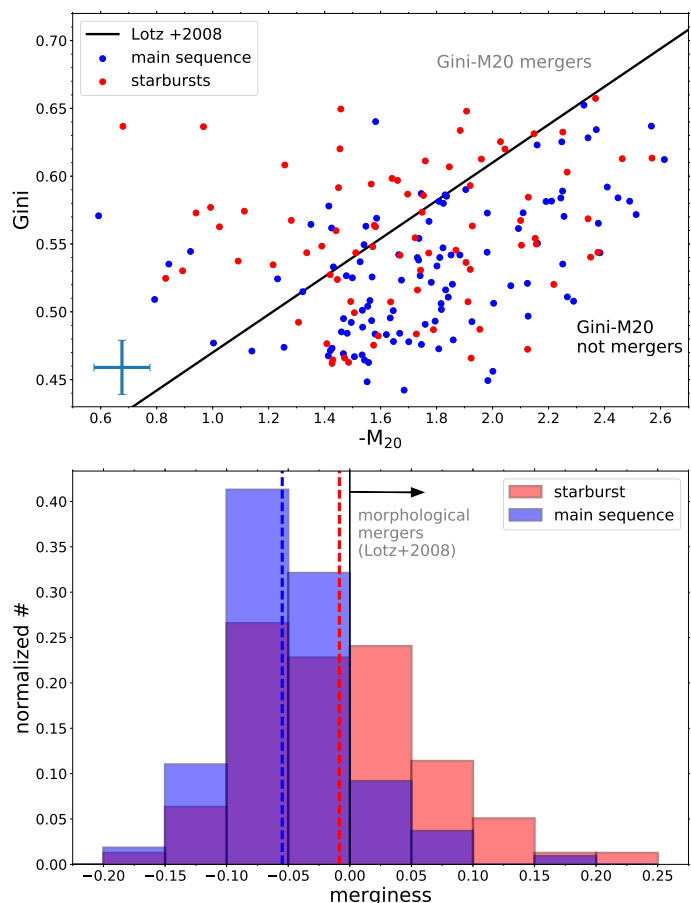 0.70
0.65
0.60
0.55
0.50
0.45
Gini
Lotz +2008
main sequence
starbursts
Gini-M20 mergers
Gini-M20
not mergers
0.6 0.8 1.0 1.2 1.4 1.6 1.8 2.0 2.2 2.4 2.6
-M20
0.40
0.35
0.30
0.25
0.20
0.15
0.10
0.05
0.00
normalized #
starburst
main sequence
morphological
mergers
(Lotz+2008)
−0.20 −0.15 −0.10 −0.05 0.00 0.05 0.10 0.15 0.20 0.25
merginess